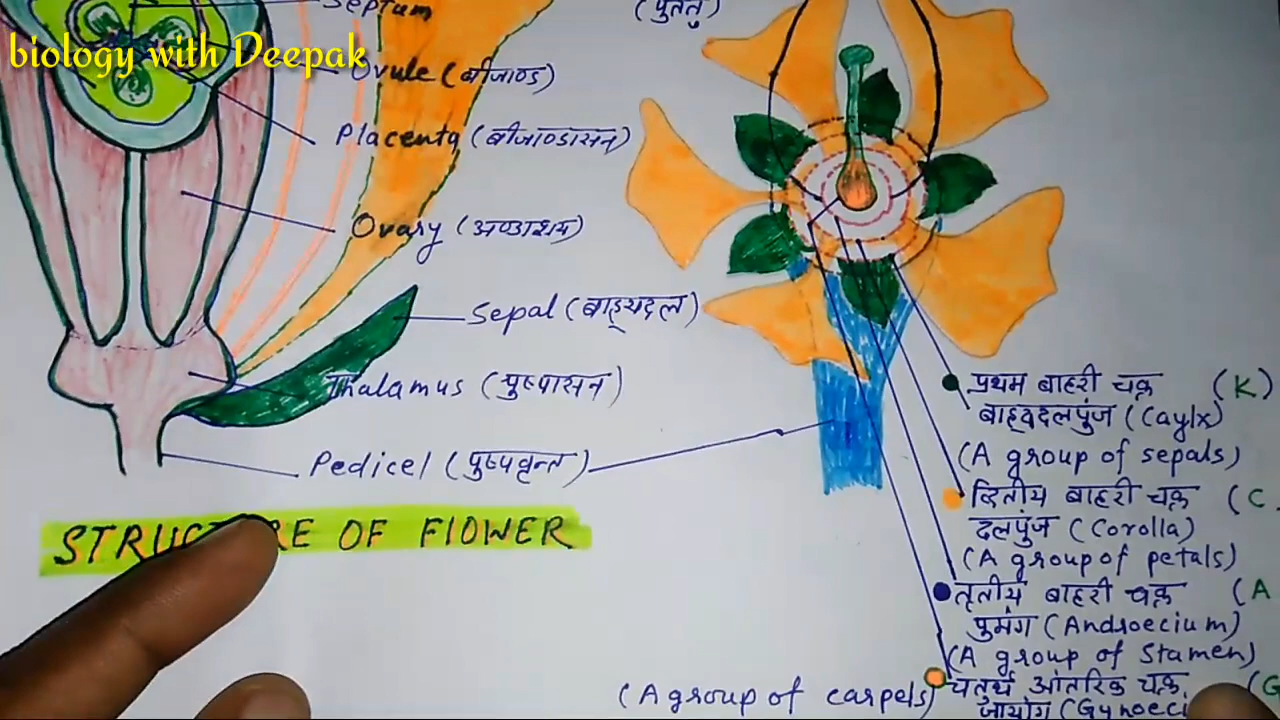 Septum
(पुतंतु)
biology with Deepak
Ovule (बीजाण्ड)
Placenta (बीजाण्डासन)
Ovary (अण्डाशय)
Sepal (बाह्यदल)
Thalamus (पुष्पासन)
Pedicel (पुष्पवृन्त)
STRUCTURE OF FlOWER
प्रथम बाहरी चक्र (K)
बाह्यदलपुंज (Caylx)
(A group of sepals)
द्वितीय बाहरी चक्र (C
दलपुंज (Corolla)
(A group of petals)
तृतीय बाहरी चक्र (A
पुमंग (Androecium)
(A group of Stamen)
चतुर्थ आंतरिक चक्र (G
(A group of carpels)
जायांग (Gynoeci